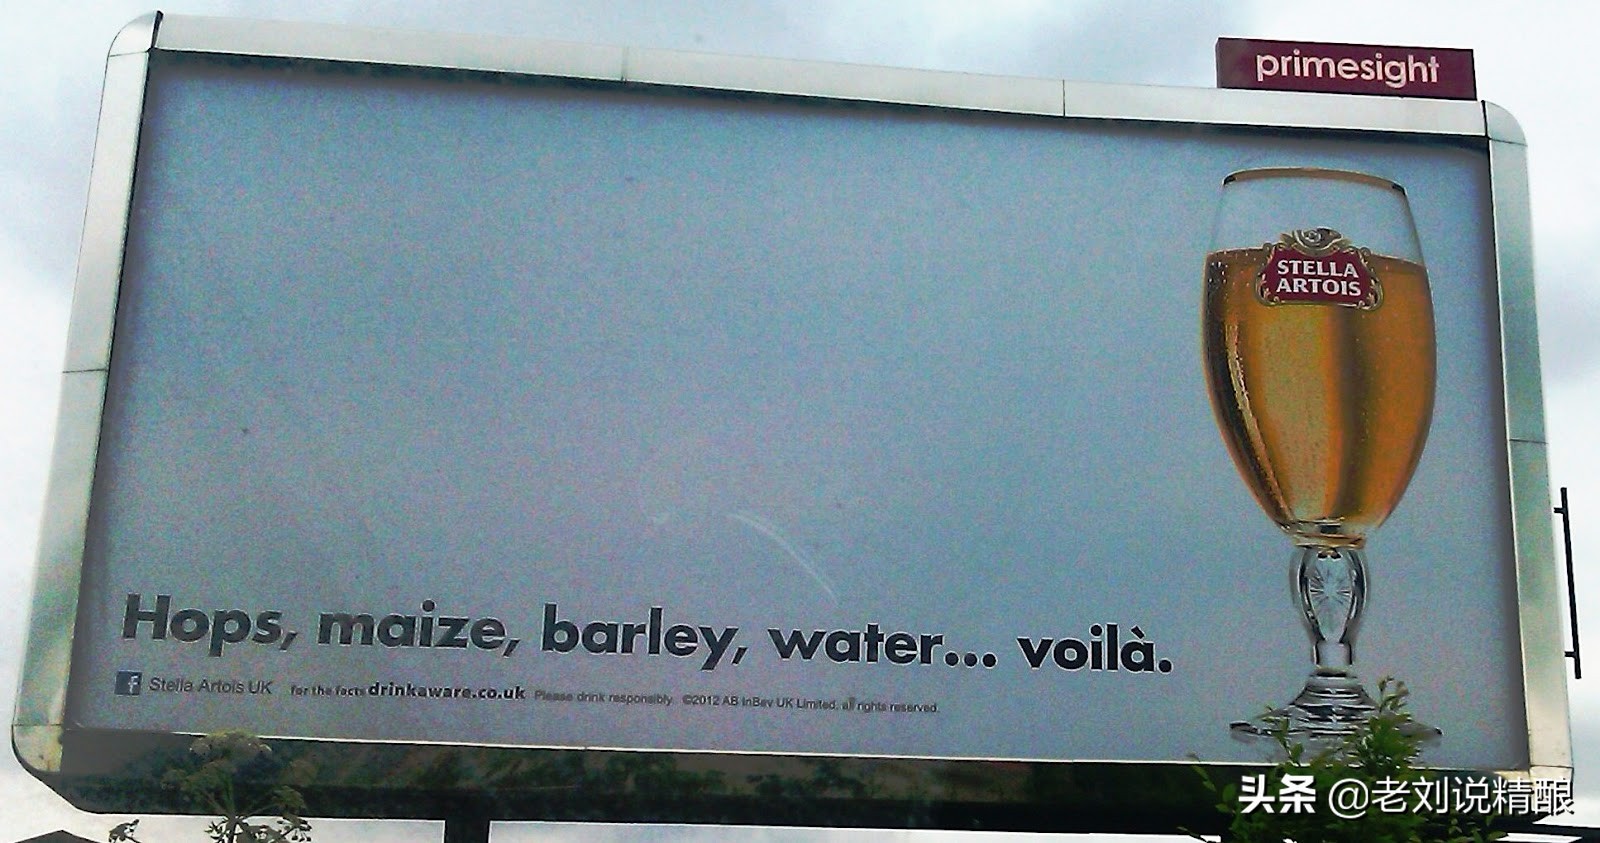 primesight
STELLA
ARTOIS
Hops, maize, barley, water... voilà.
f Stella Artois UK for the facts drinkaware.co.uk Please drink responsibly. ©2012 AB InBev UK Limited, all rights reserved.
头条 @老刘说精酿